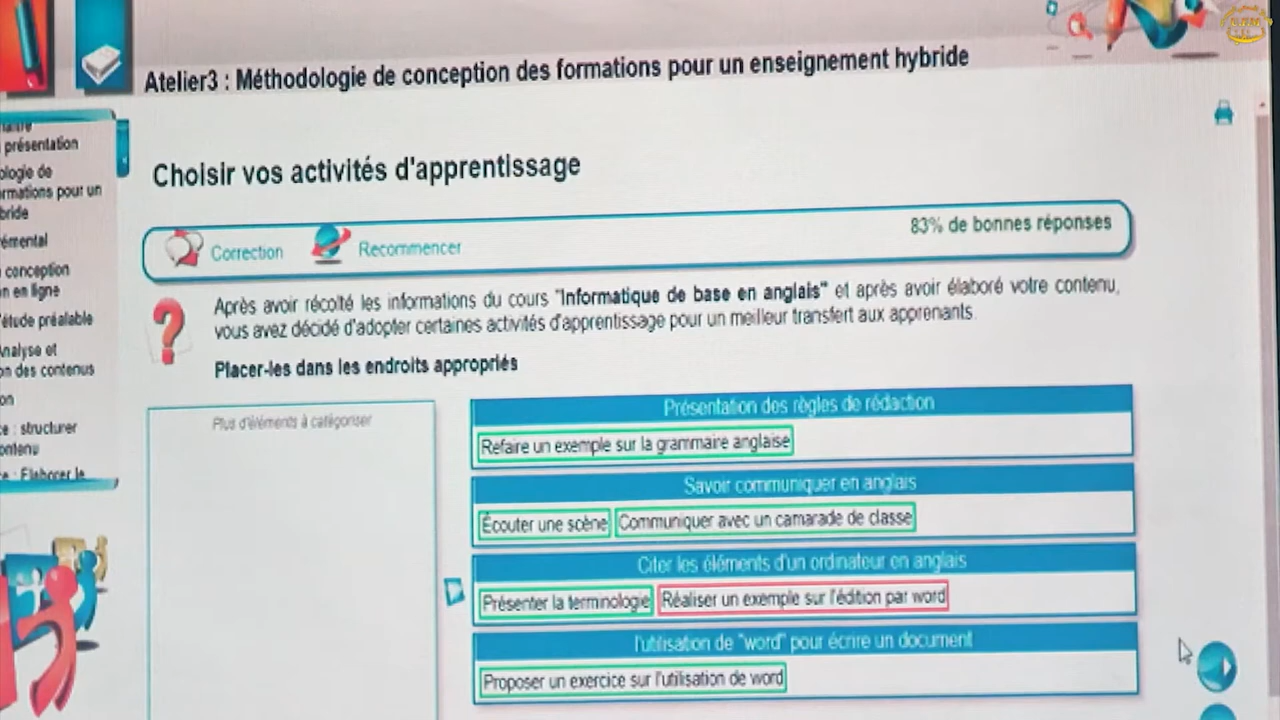 Atelier3 : Méthodologie de conception des formations pour un enseignement hybride
présentation
ologie de
rmations pour un
bride
émental
conception
n en ligne
'étude préalable
Analyse et
on des contenus
on
e : structurer
ontenu
e : Elaborer le
Choisir vos activités d'apprentissage
Correction
Recommencer
83% de bonnes réponses
Après avoir récolté les informations du cours "Informatique de base en anglais" et après avoir élaboré votre contenu,
vous avez décidé d'adopter certaines activités d'apprentissage pour un meilleur transfert aux apprenants.
Placer-les dans les endroits appropriés
Plus d'éléments à catégoriser
Présentation des règles de rédaction
Refaire un exemple sur la grammaire anglaise
Savoir communiquer en anglais
Écouter une scène Communiquer avec un camarade de classe
Citer les éléments d'un ordinateur en anglais
Présenter la terminologie Réaliser un exemple sur l'édition par word
l'utilisation de "word" pour écrire un document
Proposer un exercice sur l'utilisation de word